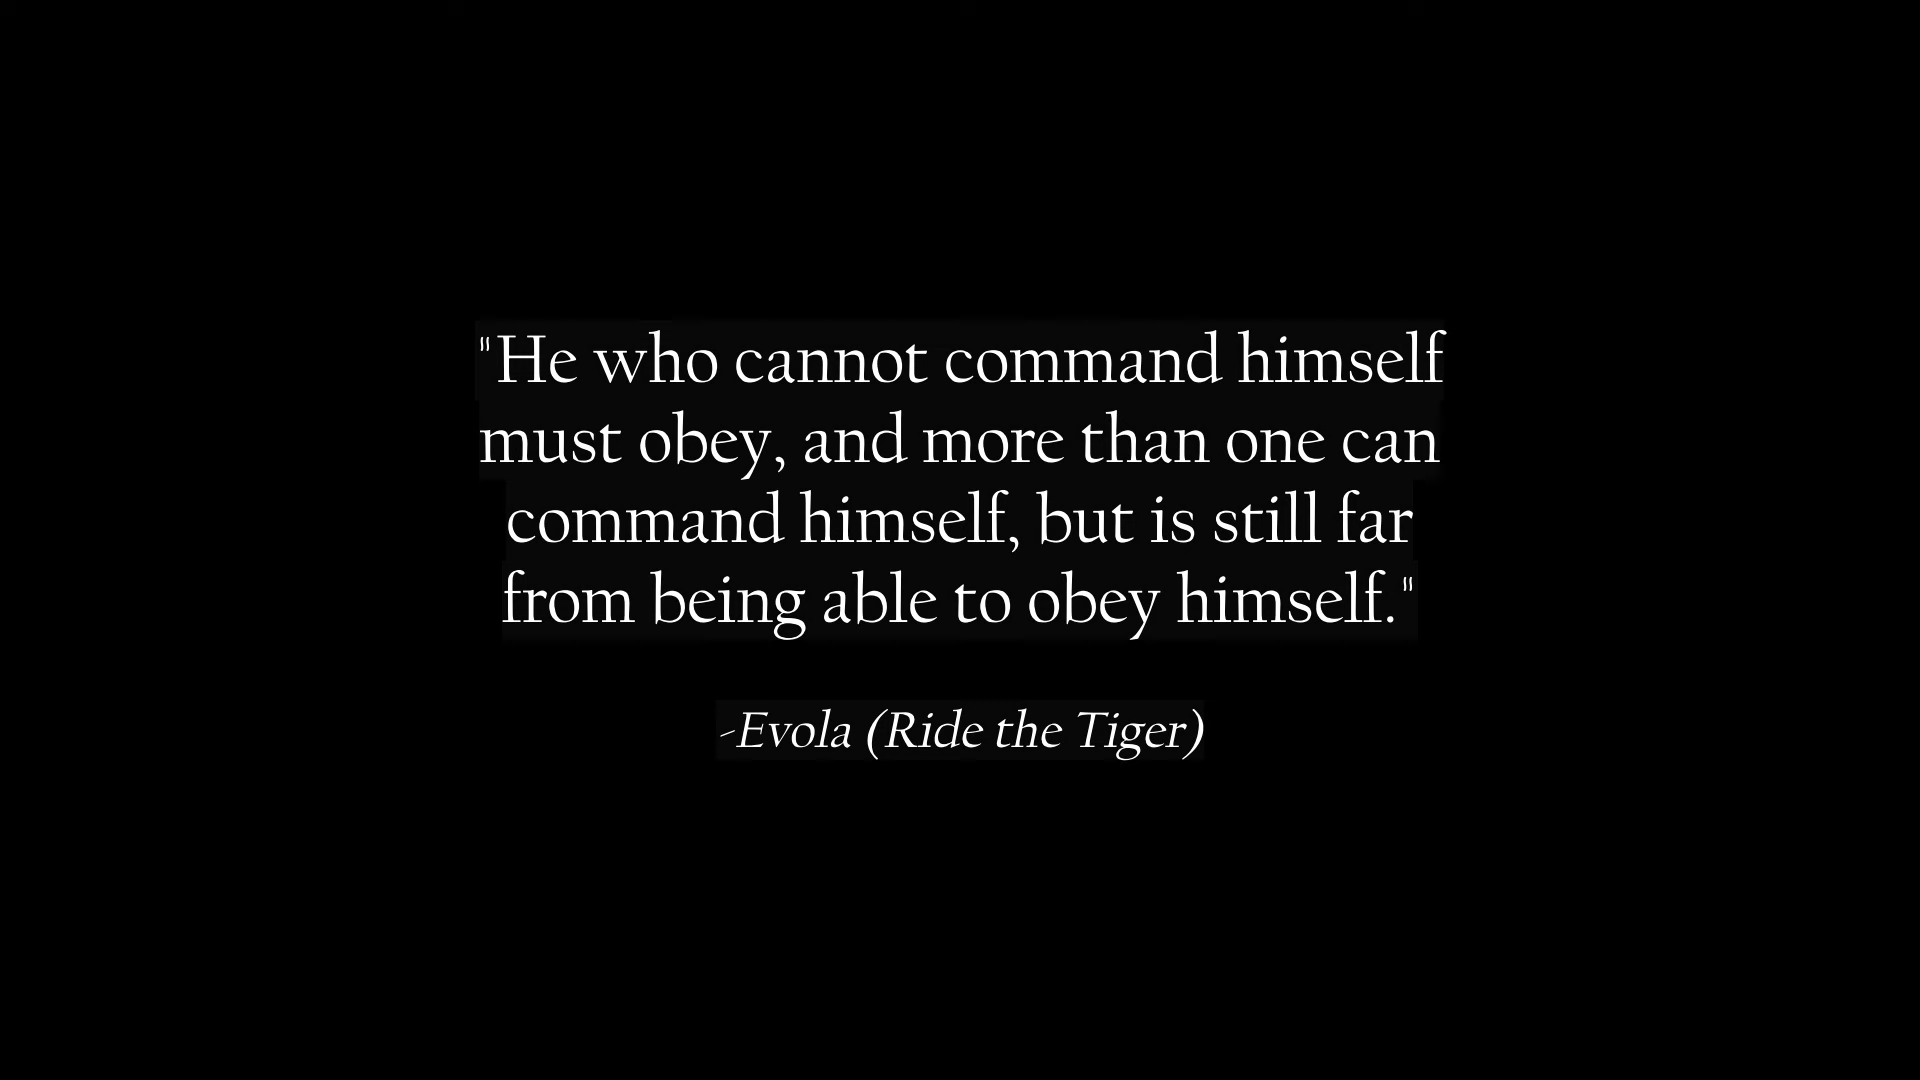 "He who cannot command himself
must obey, and more than one can
command himself, but is still far
from being able to obey himself."
-Evola (Ride the Tiger)